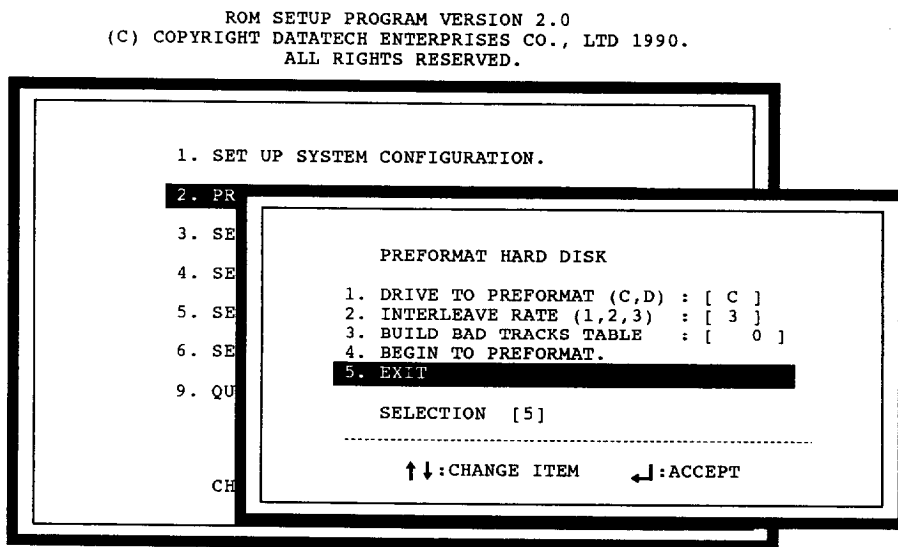 ROM SETUP PROGRAM VERSION 2.0
(C) COPYRIGHT DATATECH ENTERPRISES CO., LTD 1990.
ALL RIGHTS RESERVED.
1. SET UP SYSTEM CONFIGURATION.
2. PR
3. SE
4. SE
5. SE
6. SE
9. QU
CH
PREFORMAT HARD DISK
1. DRIVE TO PREFORMAT (C,D) : [ C ]
2. INTERLEAVE RATE (1,2,3) : [ 3 ]
3. BUILD BAD TRACKS TABLE : [ 0 ]
4. BEGIN TO PREFORMAT.
5. EXIT
SELECTION [5]
↑↓:CHANGE ITEM ↵:ACCEPT